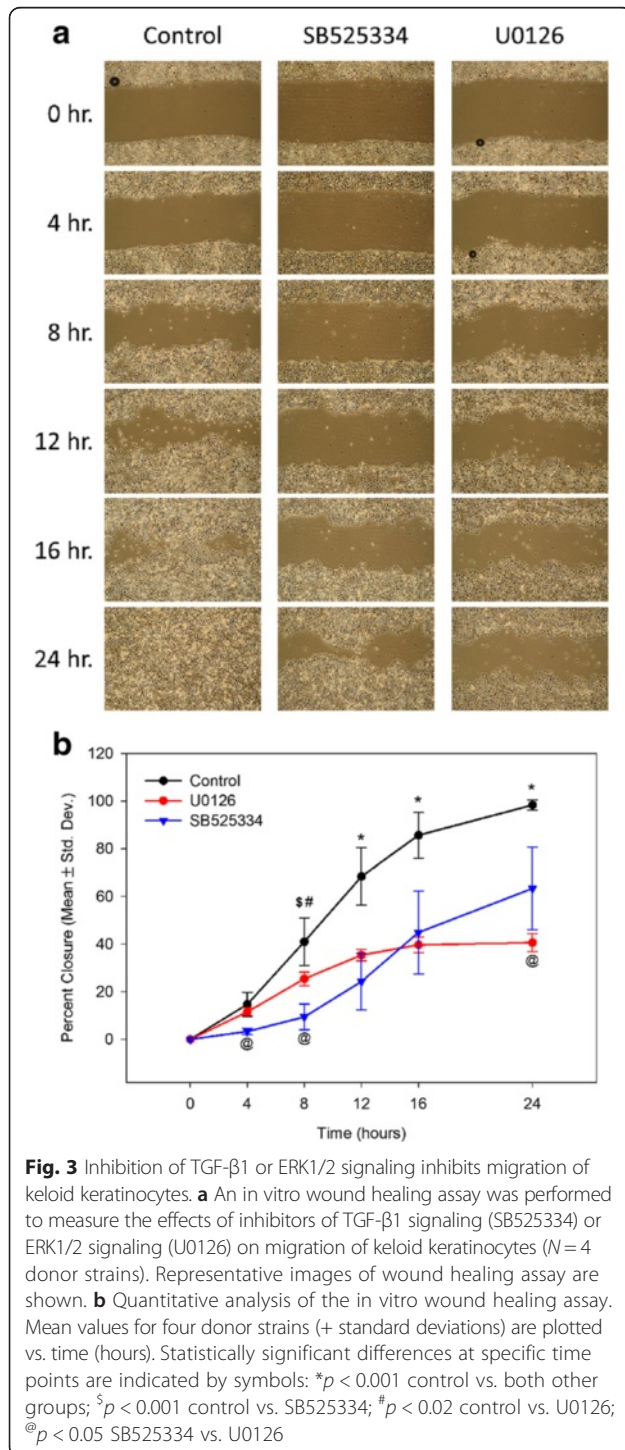 a
Control SB525334 U0126
0 hr.
4 hr.
8 hr.
12 hr.
16 hr.
24 hr.
b
120
100
80
60
40
20
0
Percent Closure (Mean ± Std. Dev.)
Control
U0126
SB525334
$#
*
*
*
@
@
@
0 4 8 12 16 24
Time (hours)
Fig. 3 Inhibition of TGF-β1 or ERK1/2 signaling inhibits migration of
keloid keratinocytes. a An in vitro wound healing assay was performed
to measure the effects of inhibitors of TGF-β1 signaling (SB525334) or
ERK1/2 signaling (U0126) on migration of keloid keratinocytes (N = 4
donor strains). Representative images of wound healing assay are
shown. b Quantitative analysis of the in vitro wound healing assay.
Mean values for four donor strains (+ standard deviations) are plotted
vs. time (hours). Statistically significant differences at specific time
points are indicated by symbols: *p < 0.001 control vs. both other
groups; $p < 0.001 control vs. SB525334; #p < 0.02 control vs. U0126;
@p < 0.05 SB525334 vs. U0126